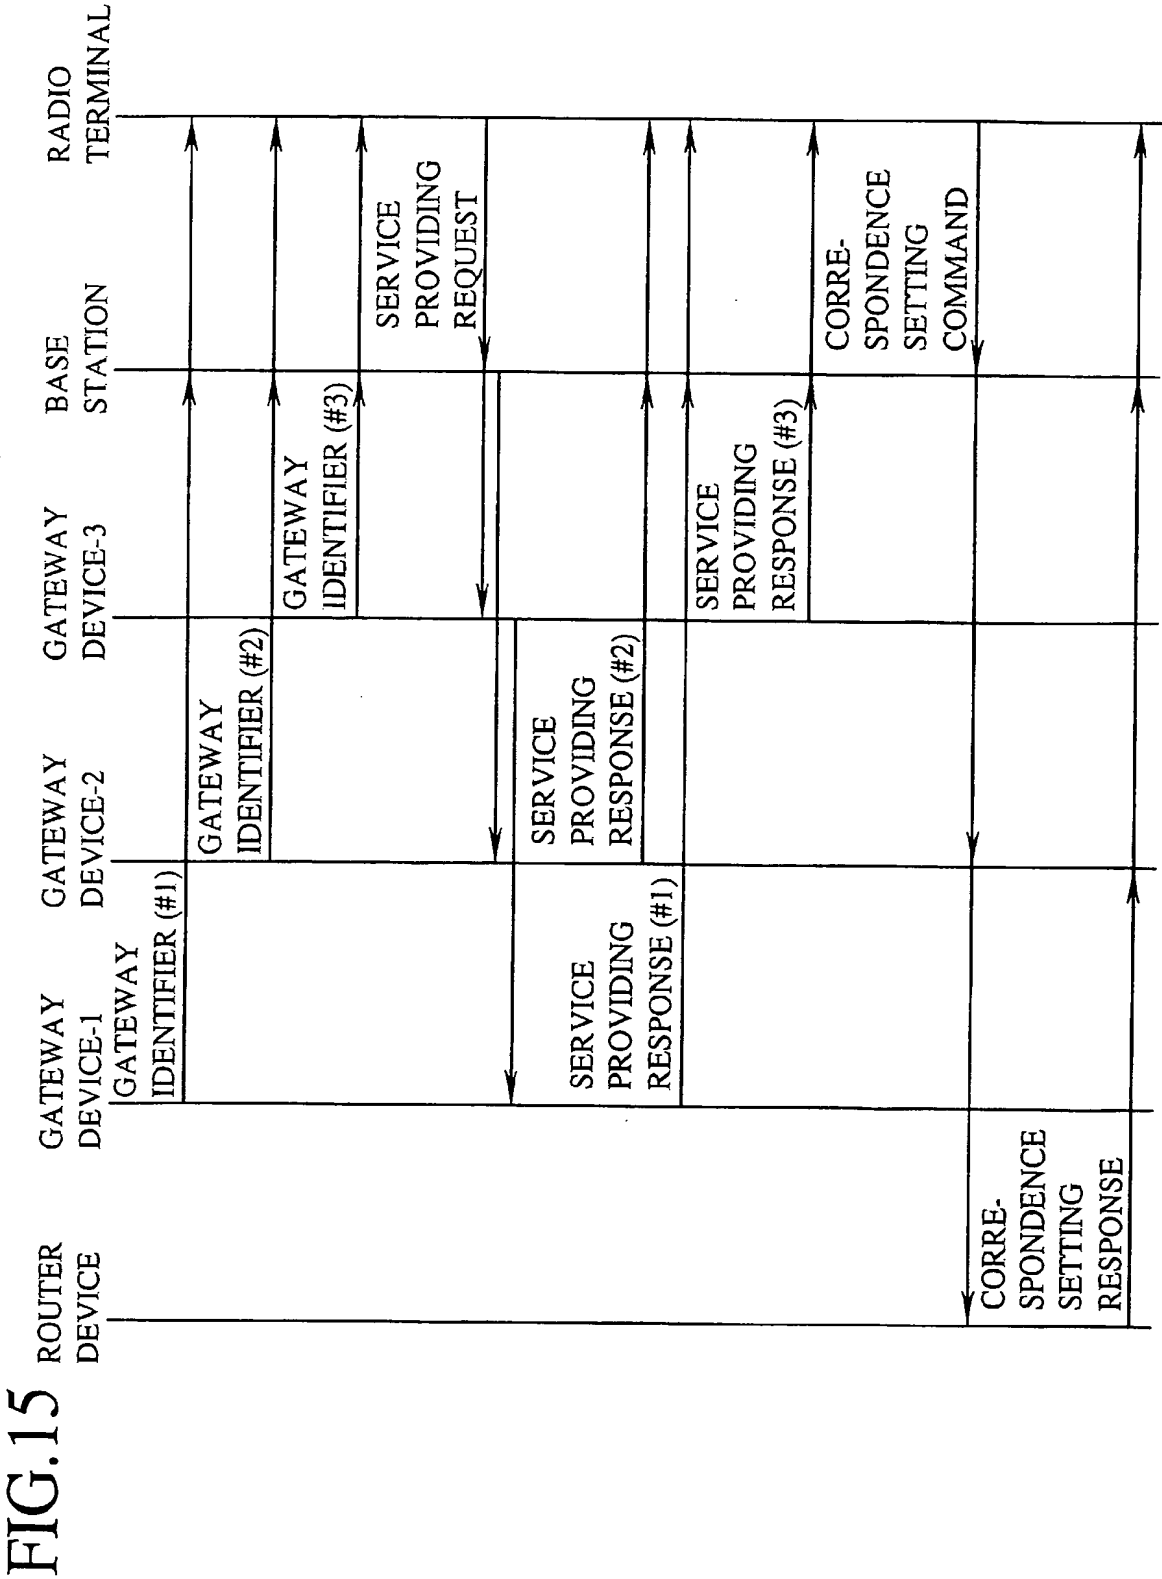 FIG.15
ROUTER
DEVICE
GATEWAY
DEVICE-1
GATEWAY
DEVICE-2
GATEWAY
DEVICE-3
BASE
STATION
RADIO
TERMINAL
GATEWAY
IDENTIFIER (#1)
GATEWAY
IDENTIFIER (#2)
GATEWAY
IDENTIFIER (#3)
SERVICE
PROVIDING
REQUEST
SERVICE
PROVIDING
RESPONSE (#2)
SERVICE
PROVIDING
RESPONSE (#1)
SERVICE
PROVIDING
RESPONSE (#3)
CORRE-
SPONDENCE
SETTING
COMMAND
CORRE-
SPONDENCE
SETTING
RESPONSE